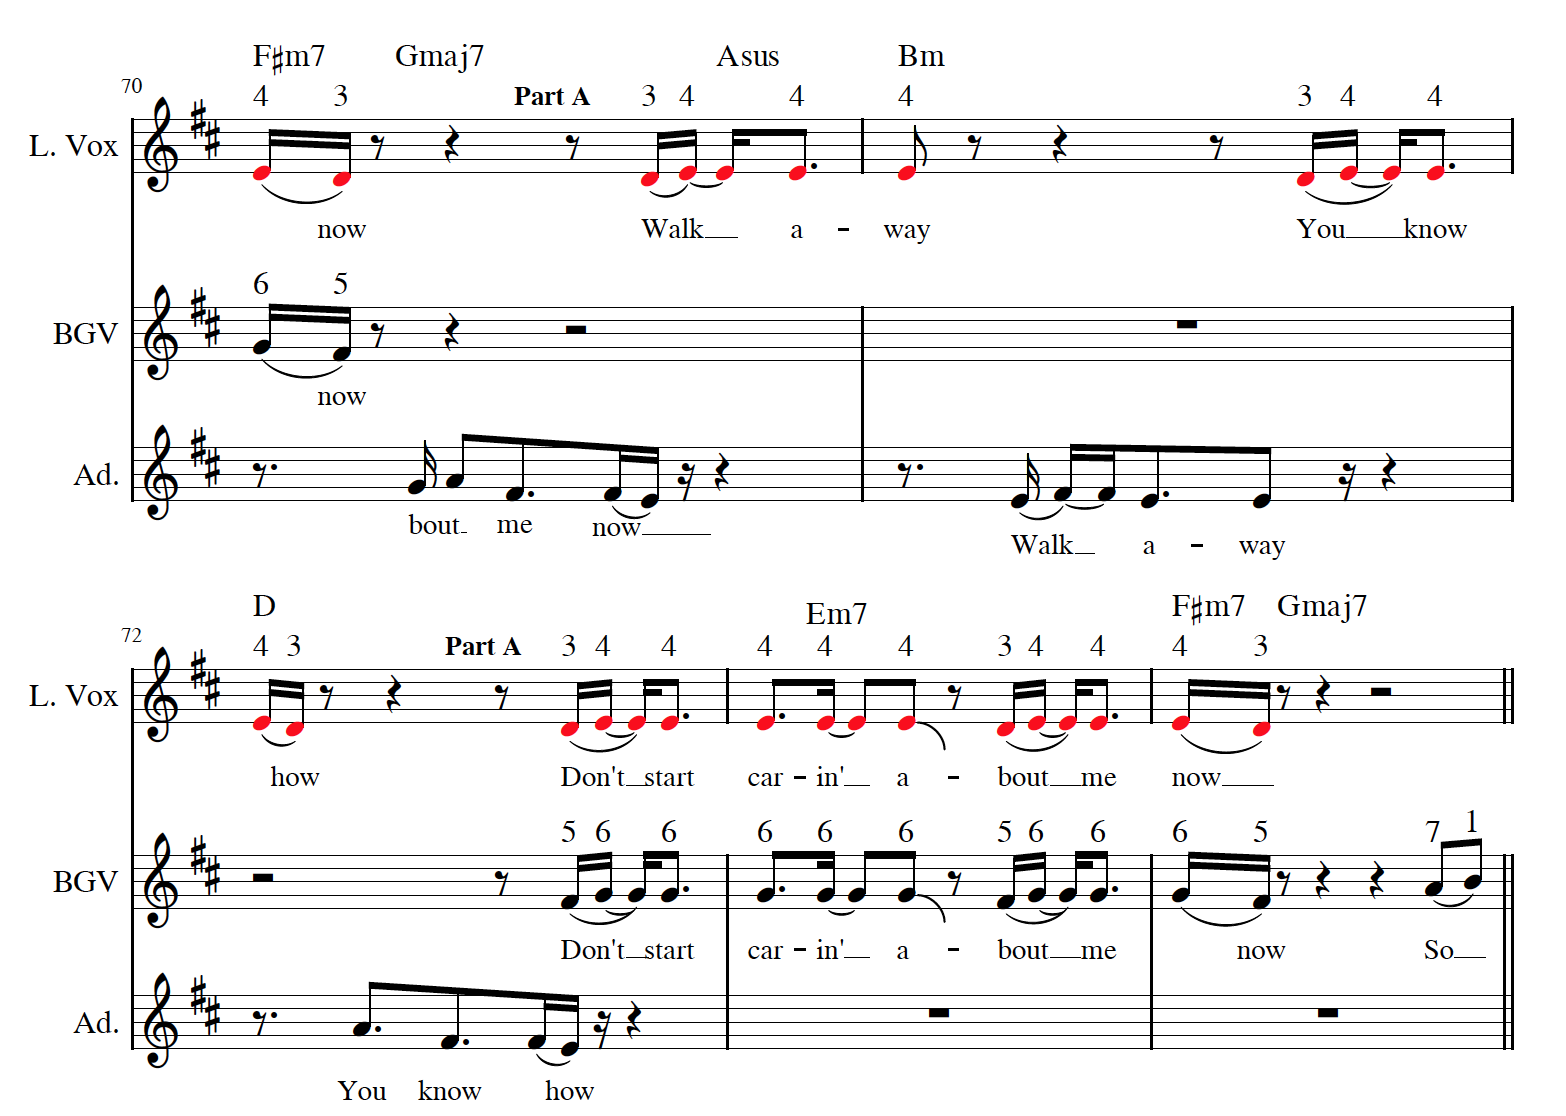 F♯m7 Gmaj7 Asus Bm
70
4 3 Part A 3 4 4 4 3 4 4
L. Vox
now Walk a - way You know
6 5
BGV
now
Ad.
bout me now
Walk a - way
D Em7 F♯m7 Gmaj7
72
4 3 Part A 3 4 4 4 4 4 3 4 4 4 3
L. Vox
how Don't start car - in' a - bout me now
5 6 6 6 6 6 5 6 6 6 5 7 1
BGV
Don't start car - in' a - bout me now So
Ad.
You know how